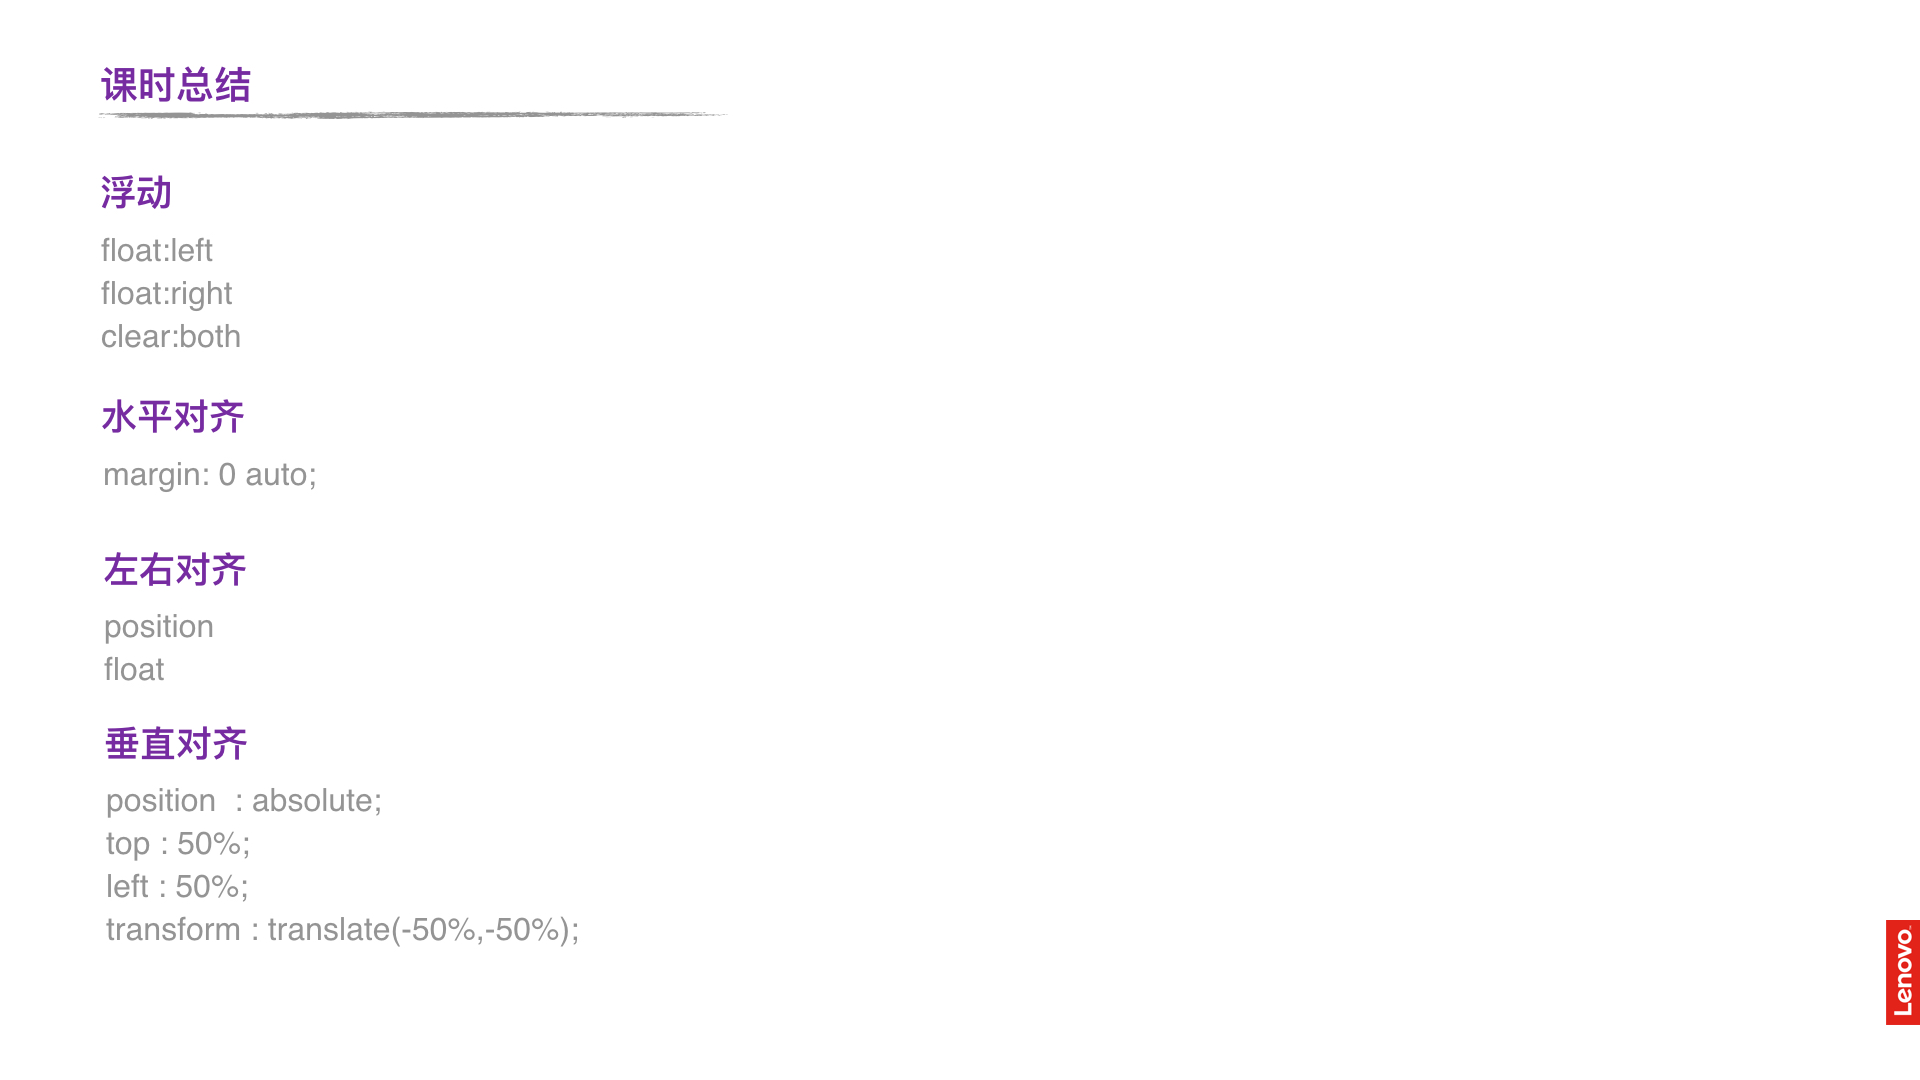 课时总结
浮动
float:left
float:right
clear:both
水平对齐
margin: 0 auto;
左右对齐
position
float
垂直对齐
position  : absolute;
top : 50%;
left : 50%;
transform : translate(-50%,-50%);
Lenovo